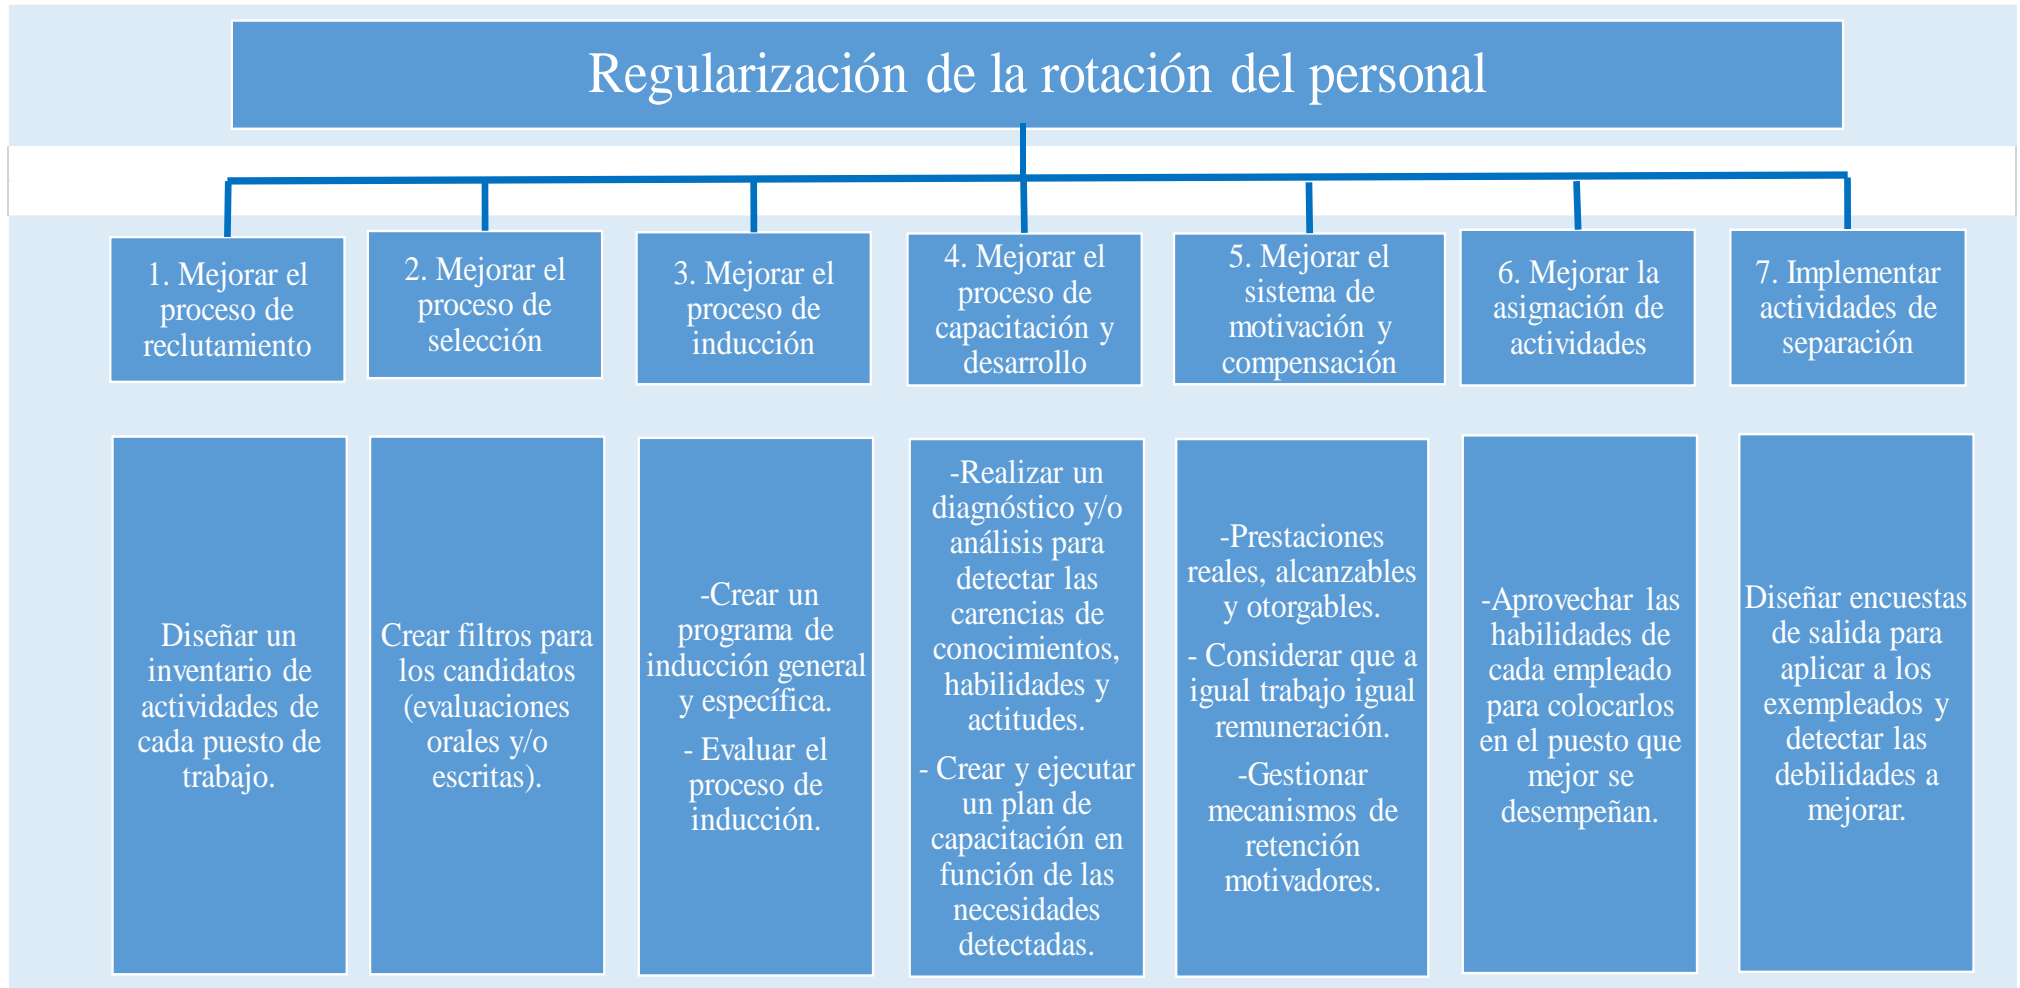 Regularización de la rotación del personal
1. Mejorar el
proceso de
reclutamiento
2. Mejorar el
proceso de
selección
3. Mejorar el
proceso de
inducción
4. Mejorar el
proceso de
capacitación y
desarrollo
5. Mejorar el
sistema de
motivación y
compensación
6. Mejorar la
asignación de
actividades
7. Implementar
actividades de
separación
Diseñar un
inventario de
actividades de
cada puesto de
trabajo.
Crear filtros para
los candidatos
(evaluaciones
orales y/o
escritas).
-Crear un
programa de
inducción general
y específica.
- Evaluar el
proceso de
inducción.
-Realizar un
diagnóstico y/o
análisis para
detectar las
carencias de
conocimientos,
habilidades y
actitudes.
- Crear y ejecutar
un plan de
capacitación en
función de las
necesidades
detectadas.
-Prestaciones
reales, alcanzables
y otorgables.
- Considerar que a
igual trabajo igual
remuneración.
-Gestionar
mecanismos de
retención
motivadores.
-Aprovechar las
habilidades de
cada empleado
para colocarlos
en el puesto que
mejor se
desempeñan.
Diseñar encuestas
de salida para
aplicar a los
exempleados y
detectar las
debilidades a
mejorar.